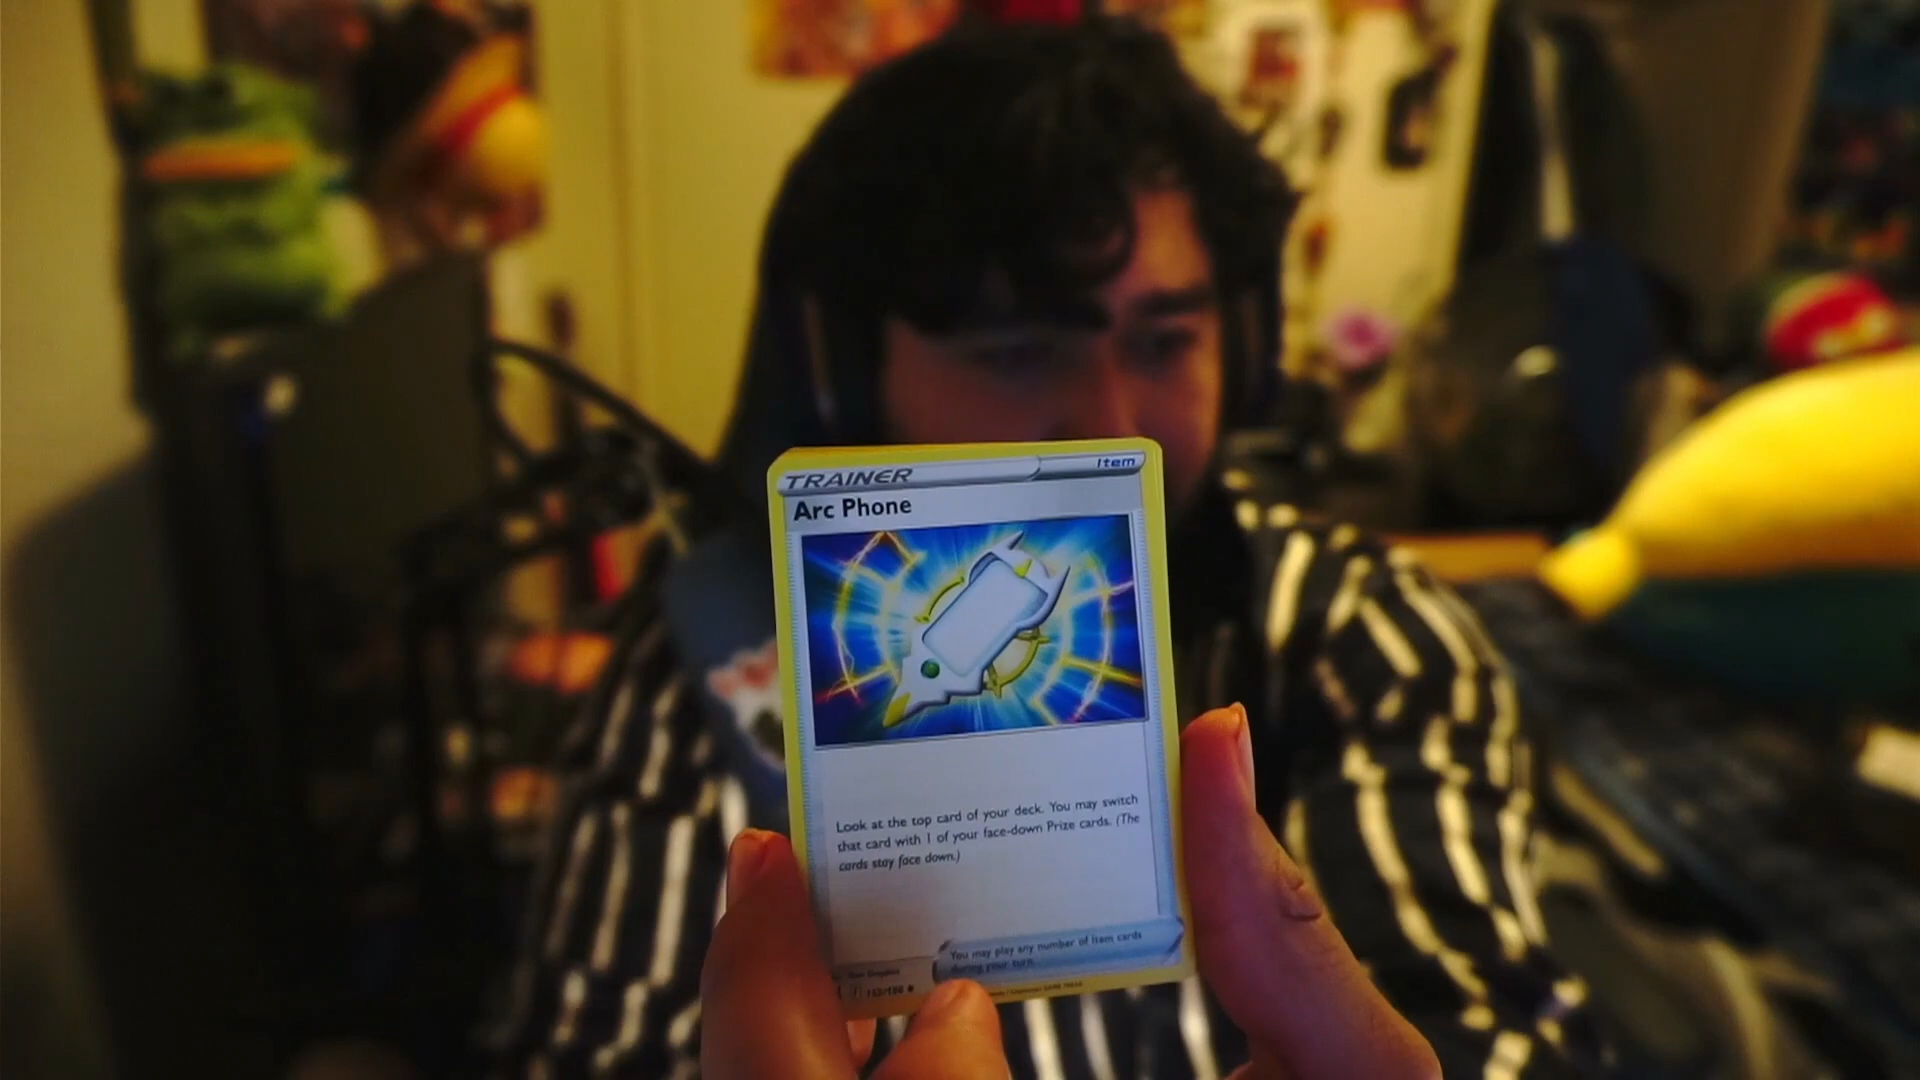 TRAINER
Item
Arc Phone
Look at the top card of your deck. You may switch
that card with 1 of your face-down Prize cards. (The
cards stay face down.)
You may play any number of Item cards
during your turn.